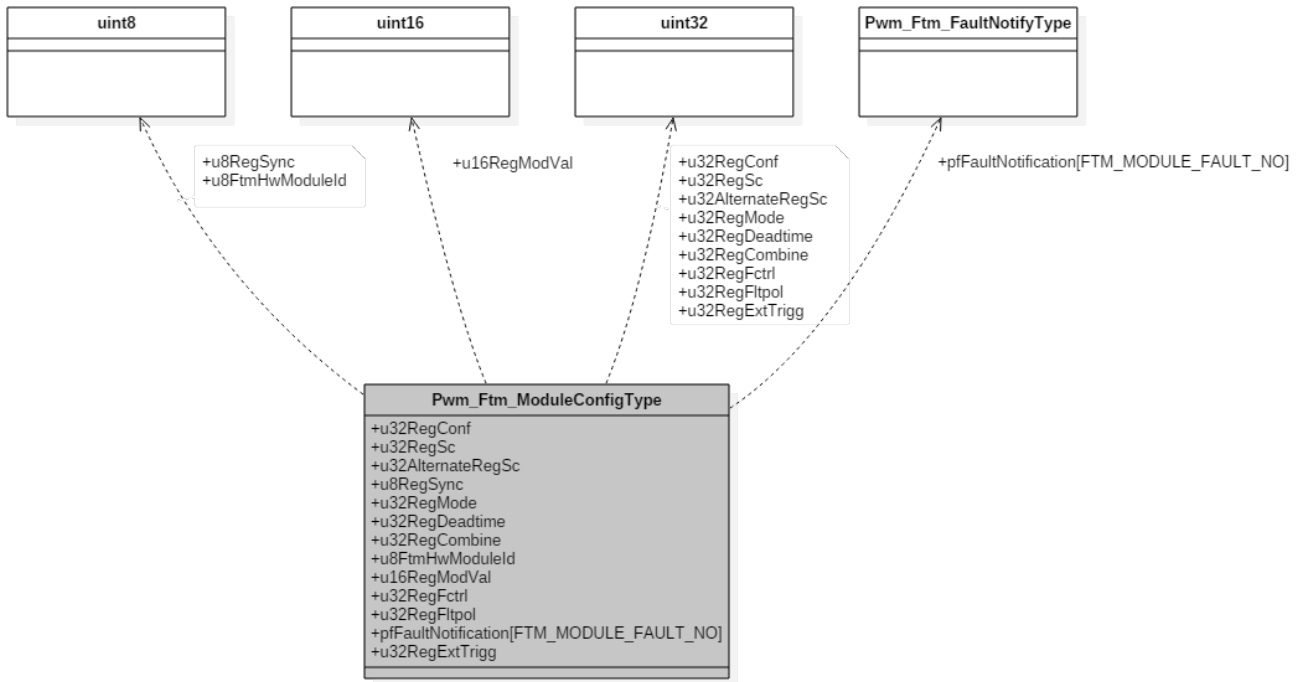 uint8
uint16
uint32
Pwm_Ftm_FaultNotifyType
+u8RegSync
+u8FtmHwModuleId
+u16RegModVal
+u32RegConf
+u32RegSc
+u32AlternateRegSc
+u32RegMode
+u32RegDeadtime
+u32RegCombine
+u32RegFctrl
+u32RegFltpol
+u32RegExtTrigg
+pfFaultNotification[FTM_MODULE_FAULT_NO]
Pwm_Ftm_ModuleConfigType
+u32RegConf
+u32RegSc
+u32AlternateRegSc
+u8RegSync
+u32RegMode
+u32RegDeadtime
+u32RegCombine
+u8FtmHwModuleId
+u16RegModVal
+u32RegFctrl
+u32RegFltpol
+pfFaultNotification[FTM_MODULE_FAULT_NO]
+u32RegExtTrigg